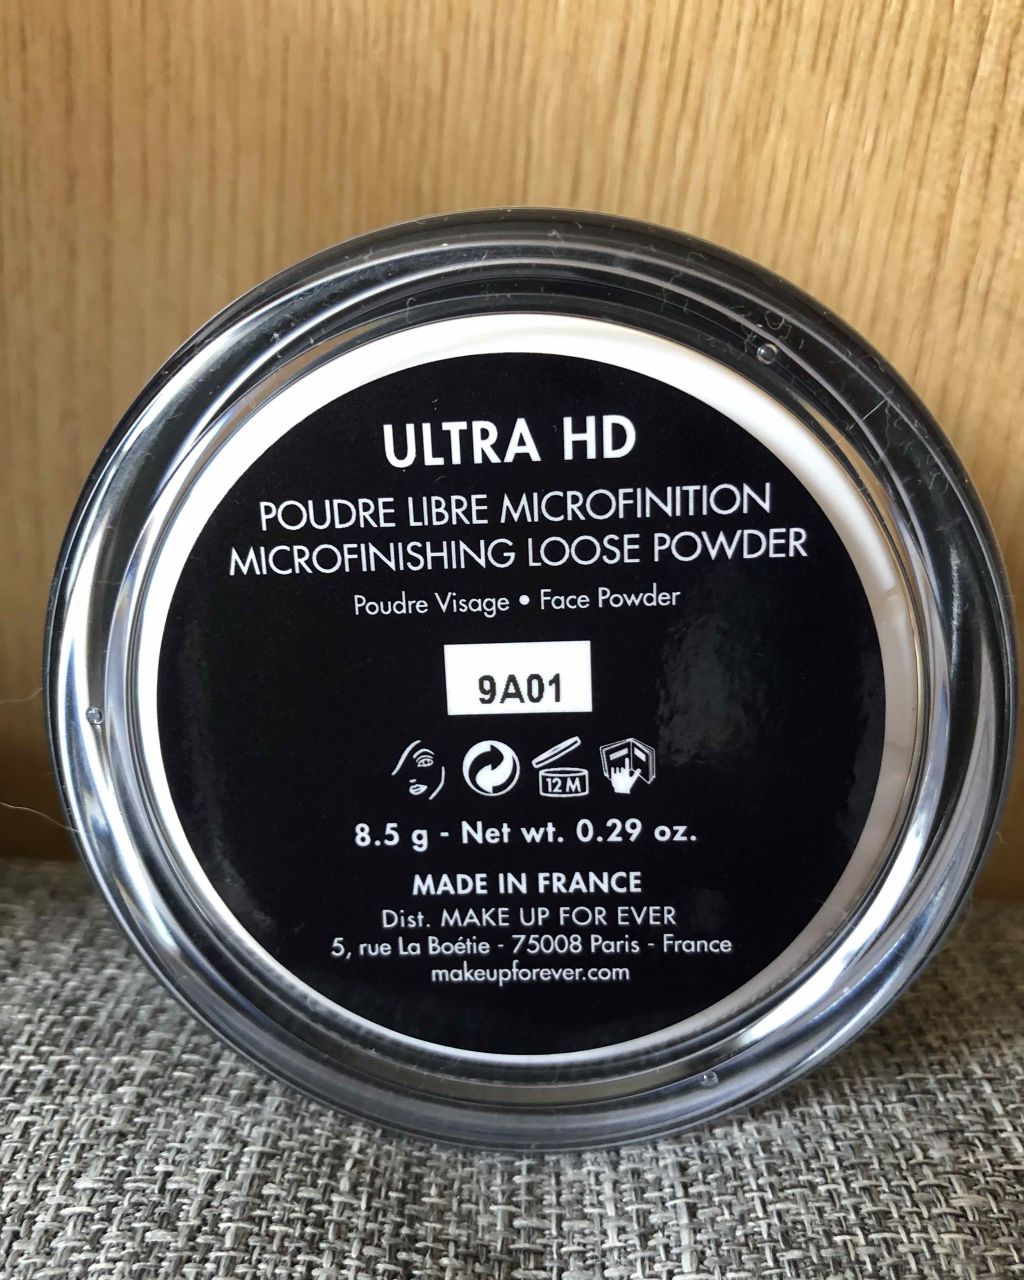 ULTRA HD
POUDRE LIBRE MICROFINITION
MICROFINISHING LOOSE POWDER
Poudre Visage • Face Powder
9A01
12 M
8.5 g - Net wt. 0.29 oz.
MADE IN FRANCE
Dist. MAKE UP FOR EVER
5, rue La Boétie - 75008 Paris - France
makeupforever.com